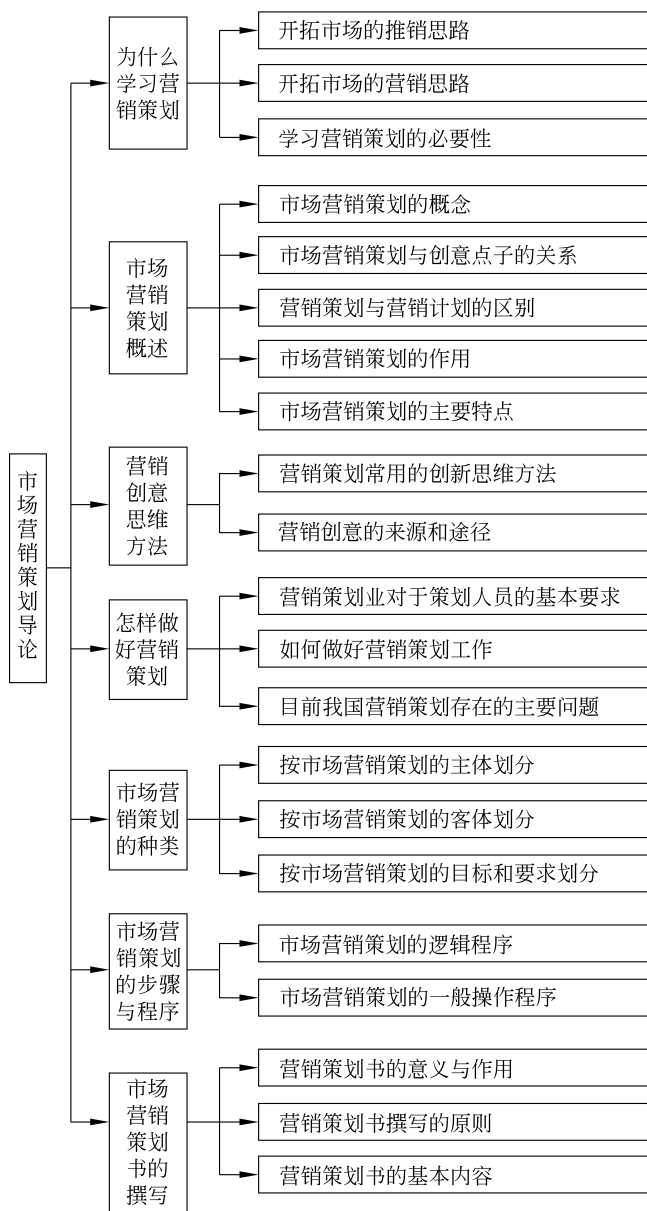 市场营销策划导论
为什么
学习营
销策划
开拓市场的推销思路
开拓市场的营销思路
学习营销策划的必要性
市场
营销
策划
概述
市场营销策划的概念
市场营销策划与创意点子的关系
营销策划与营销计划的区别
市场营销策划的作用
市场营销策划的主要特点
营销
创意
思维
方法
营销策划常用的创新思维方法
营销创意的来源和途径
怎样做
好营销
策划
营销策划业对于策划人员的基本要求
如何做好营销策划工作
目前我国营销策划存在的主要问题
市场营
销策划
的种类
按市场营销策划的主体划分
按市场营销策划的客体划分
按市场营销策划的目标和要求划分
市场营
销策划
的步骤
与程序
市场营销策划的逻辑程序
市场营销策划的一般操作程序
市场
营销
策划
书的
撰写
营销策划书的意义与作用
营销策划书撰写的原则
营销策划书的基本内容